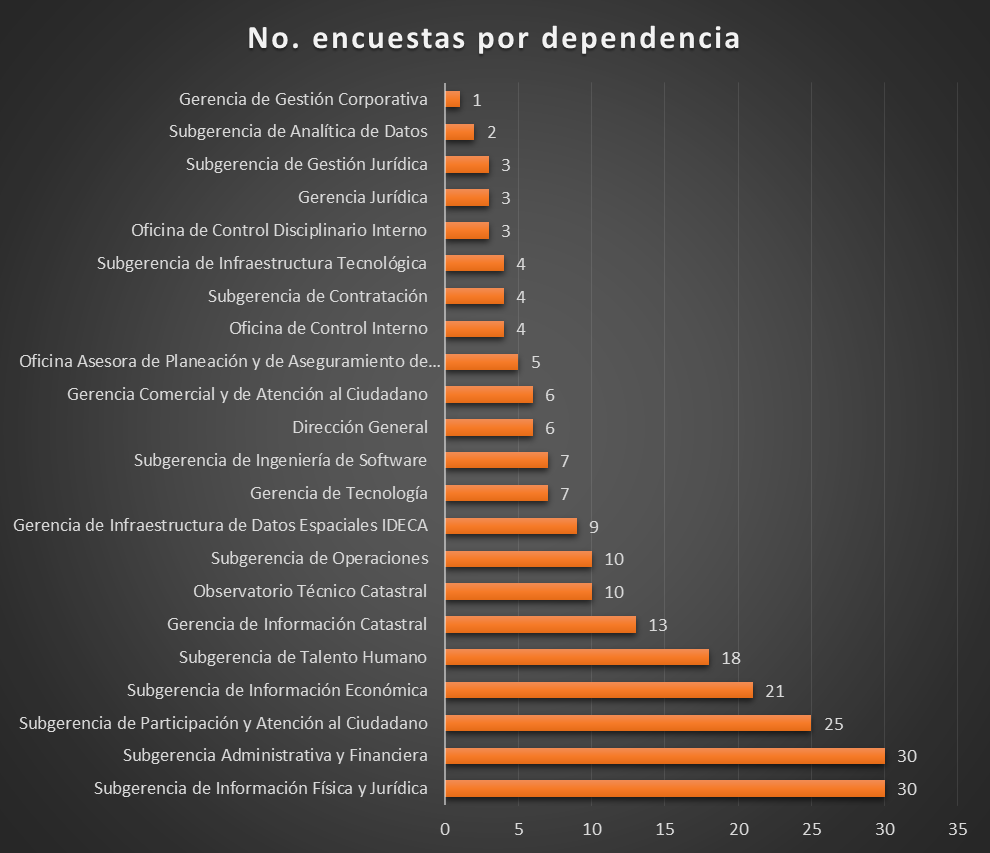 No. encuestas por dependencia
Gerencia de Gestión Corporativa 1
Subgerencia de Analítica de Datos 2
Subgerencia de Gestión Jurídica 3
Gerencia Jurídica 3
Oficina de Control Disciplinario Interno 3
Subgerencia de Infraestructura Tecnológica 4
Subgerencia de Contratación 4
Oficina de Control Interno 4
Oficina Asesora de Planeación y de Aseguramiento de... 5
Gerencia Comercial y de Atención al Ciudadano 6
Dirección General 6
Subgerencia de Ingeniería de Software 7
Gerencia de Tecnología 7
Gerencia de Infraestructura de Datos Espaciales IDECA 9
Subgerencia de Operaciones 10
Observatorio Técnico Catastral 10
Gerencia de Información Catastral 13
Subgerencia de Talento Humano 18
Subgerencia de Información Económica 21
Subgerencia de Participación y Atención al Ciudadano 25
Subgerencia Administrativa y Financiera 30
Subgerencia de Información Física y Jurídica 30
0 5 10 15 20 25 30 35